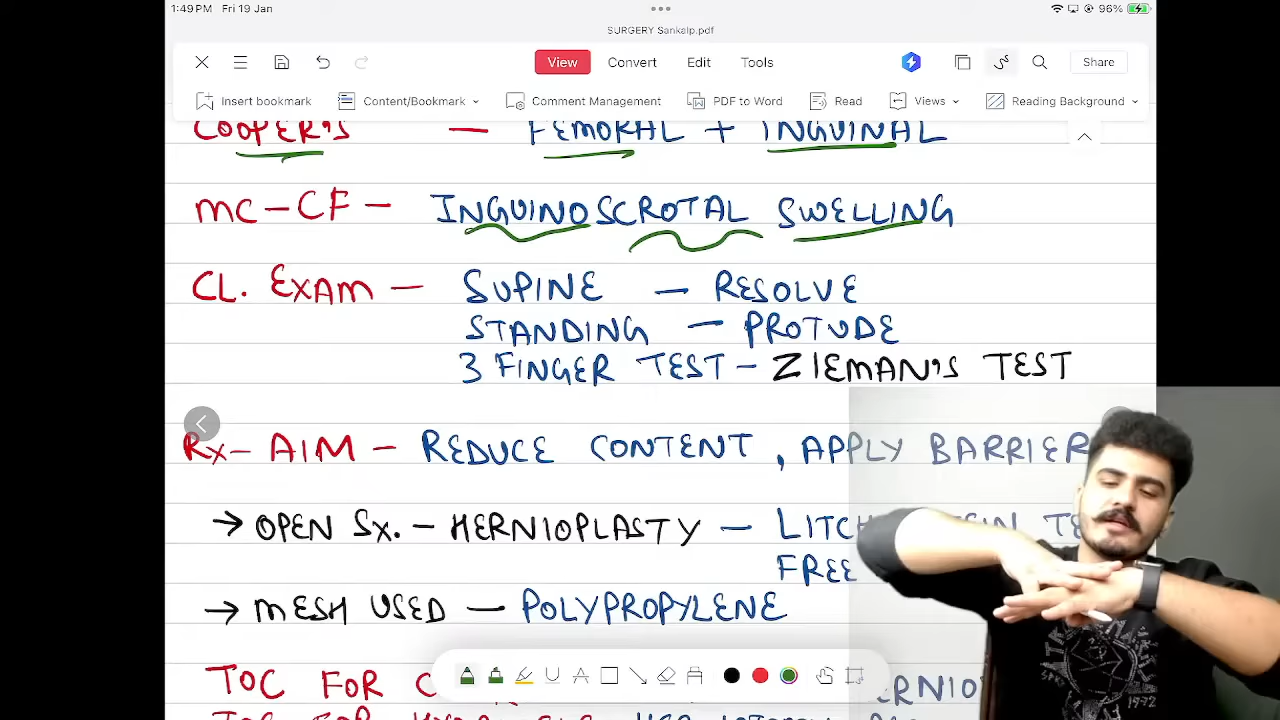 1:49 PM Fri 19 Jan 96%
SURGERY Sankalp.pdf
View Convert Edit Tools Share
Insert bookmark Content/Bookmark Comment Management PDF to Word Read Views Reading Background
COOPER'S — FEMORAL + INGUINAL
MC-CF- INGUINOSCROTAL SWELLING
CL. EXAM - SUPINE - RESOLVE
STANDING - PROTUDE
3 FINGER TEST - ZIEMAN'S TEST
Rx- AIM - REDUCE CONTENT, APPLY BARRIER
→ OPEN Sx. - HERNIOPLASTY -
FREE
→ MESH USED - POLYPROPYLENE
TOC FOR
1972